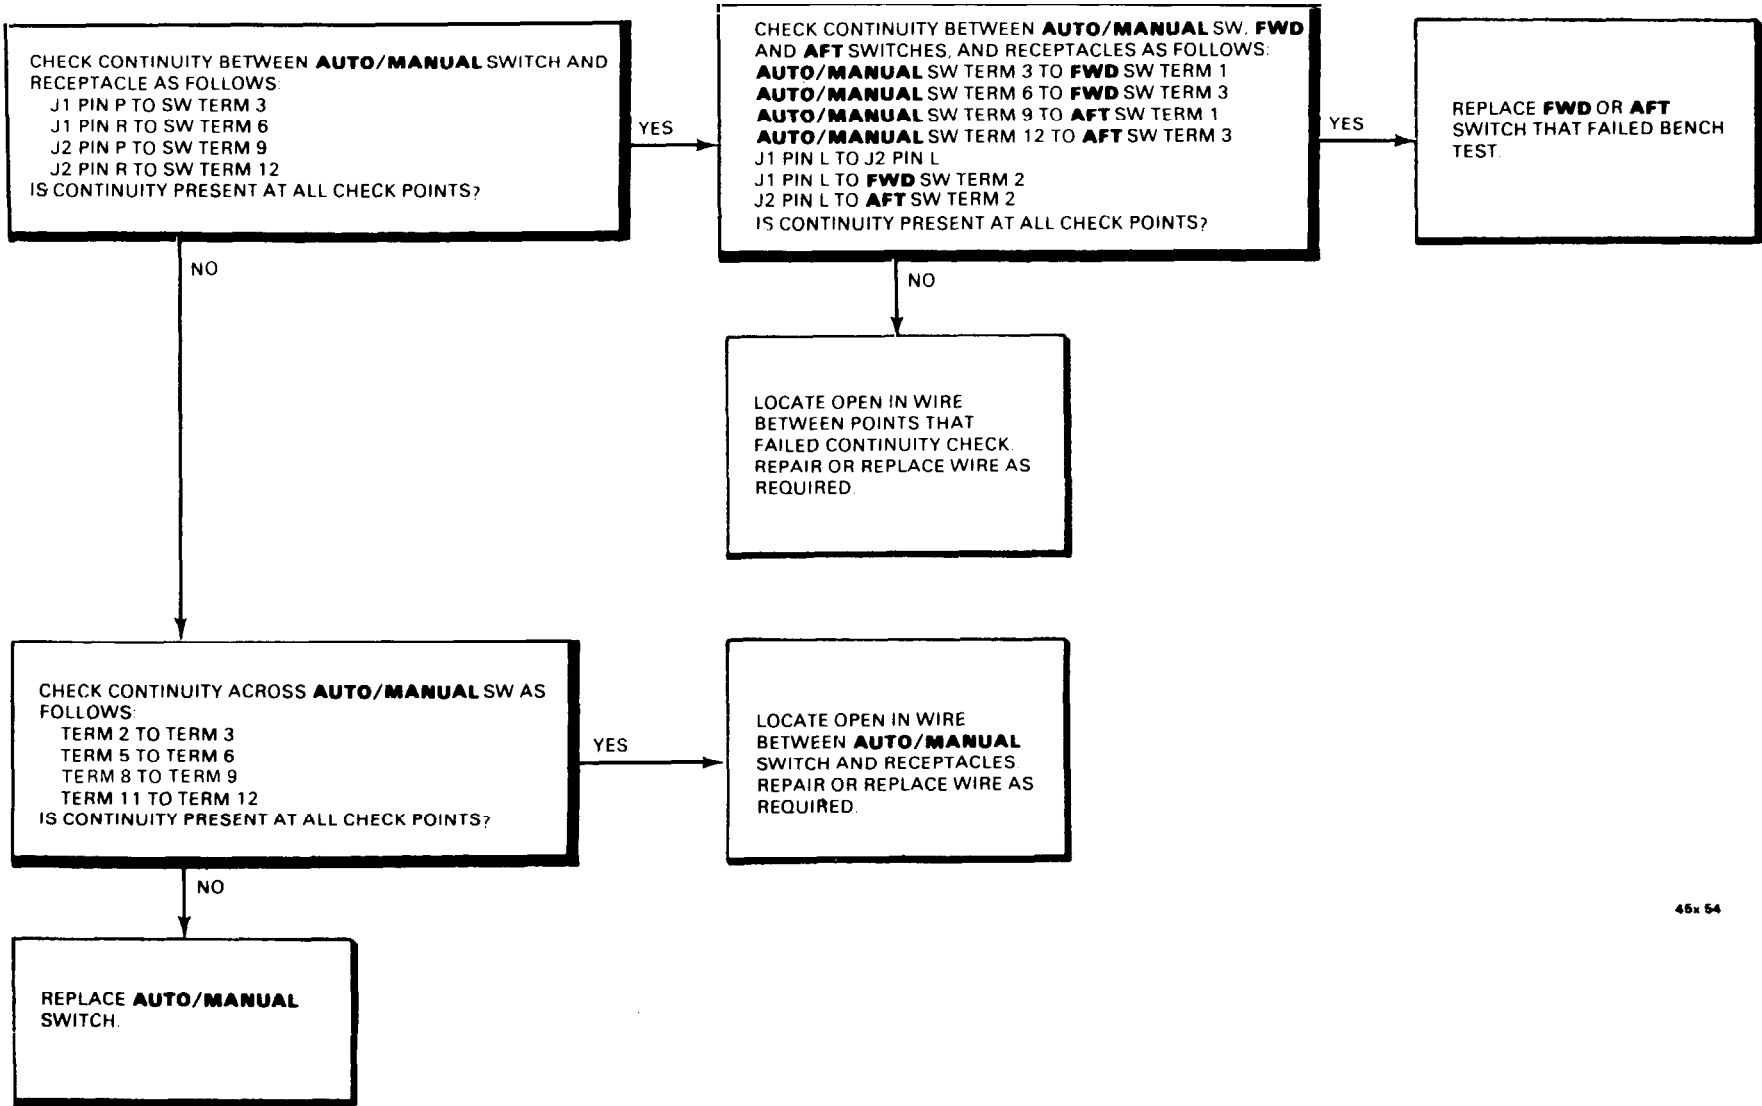 CHECK CONTINUITY BETWEEN AUTO/MANUAL SWITCH AND
RECEPTACLE AS FOLLOWS:
J1 PIN P TO SW TERM 3
J1 PIN R TO SW TERM 6
J2 PIN P TO SW TERM 9
J2 PIN R TO SW TERM 12
IS CONTINUITY PRESENT AT ALL CHECK POINTS?
YES
CHECK CONTINUITY BETWEEN AUTO/MANUAL SW, FWD
AND AFT SWITCHES, AND RECEPTACLES AS FOLLOWS:
AUTO/MANUAL SW TERM 3 TO FWD SW TERM 1
AUTO/MANUAL SW TERM 6 TO FWD SW TERM 3
AUTO/MANUAL SW TERM 9 TO AFT SW TERM 1
AUTO/MANUAL SW TERM 12 TO AFT SW TERM 3
J1 PIN L TO J2 PIN L
J1 PIN L TO FWD SW TERM 2
J2 PIN L TO AFT SW TERM 2
IS CONTINUITY PRESENT AT ALL CHECK POINTS?
YES
REPLACE FWD OR AFT
SWITCH THAT FAILED BENCH
TEST.
NO
NO
LOCATE OPEN IN WIRE
BETWEEN POINTS THAT
FAILED CONTINUITY CHECK.
REPAIR OR REPLACE WIRE AS
REQUIRED.
CHECK CONTINUITY ACROSS AUTO/MANUAL SW AS
FOLLOWS:
TERM 2 TO TERM 3
TERM 5 TO TERM 6
TERM 8 TO TERM 9
TERM 11 TO TERM 12
IS CONTINUITY PRESENT AT ALL CHECK POINTS?
YES
LOCATE OPEN IN WIRE
BETWEEN AUTO/MANUAL
SWITCH AND RECEPTACLES.
REPAIR OR REPLACE WIRE AS
REQUIRED.
NO
REPLACE AUTO/MANUAL
SWITCH.
45x 54